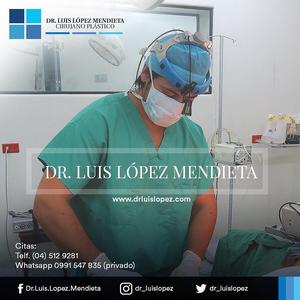 DR. LUIS LÓPEZ MENDIETA
CIRUJANO PLÁSTICO
DR. LUIS LÓPEZ MENDIETA
www.drluislopez.com
Citas:
Telf. (04) 512 9281
Whatsapp 0991 547 835 (privado)
Dr.Luis.Lopez.Mendieta
dr_luislopez
dr_luislopez